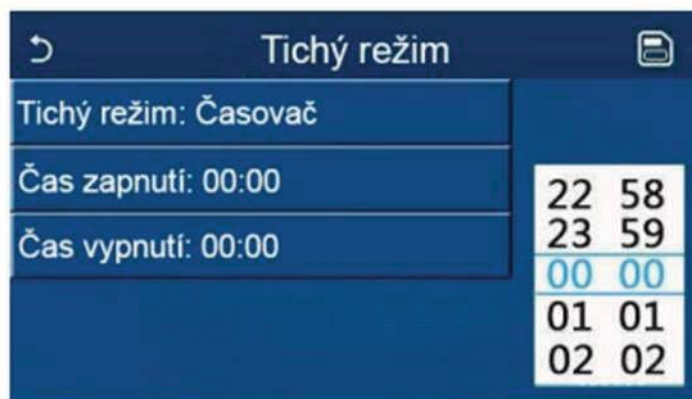 Tichý režim
Tichý režim: Časovač
Čas zapnutí: 00:00
Čas vypnutí: 00:00
22 58
23 59
00 00
01 01
02 02